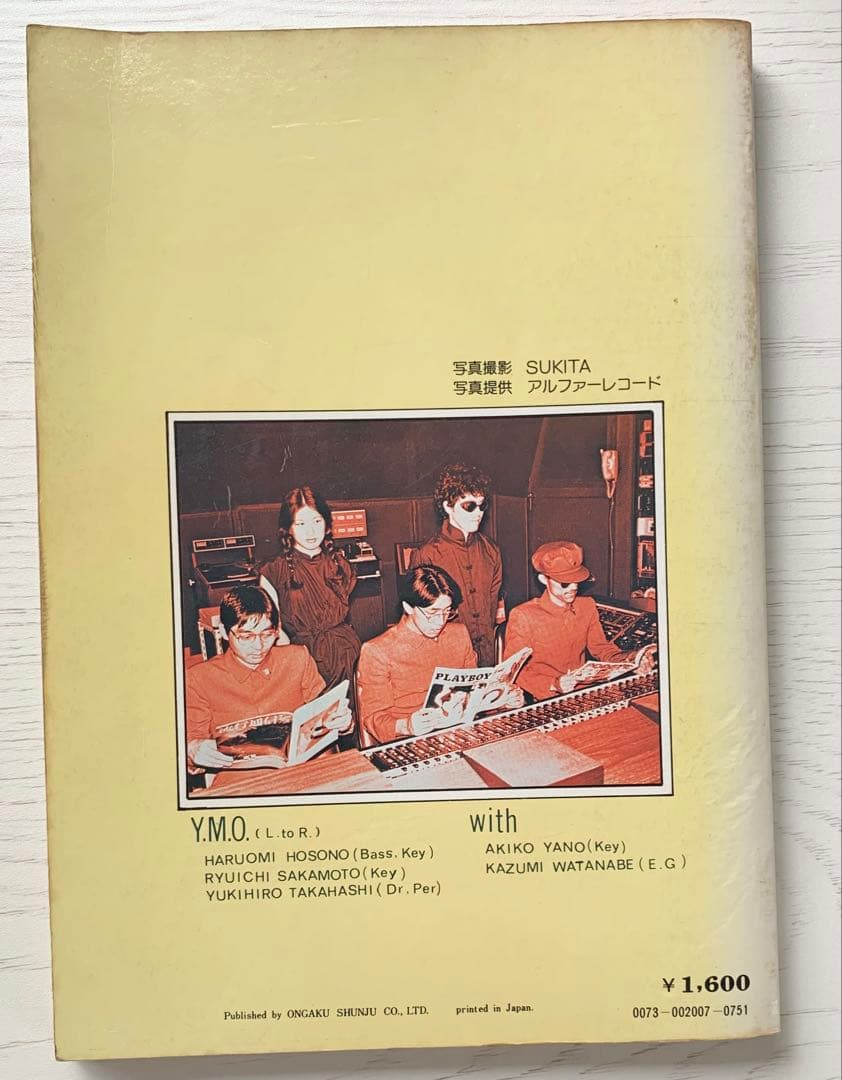 写真撮影 SUKITA
写真提供 アルファーレコード
PLAYBOY
Y.M.O. (L.to R.)
HARUOMI HOSONO (Bass. Key)
RYUICHI SAKAMOTO (Key)
YUKIHIRO TAKAHASHI (Dr. Per)
with
AKIKO YANO (Key)
KAZUMI WATANABE (E.G)
¥1,600
Published by ONGAKU SHUNJU CO., LTD. printed in Japan.
0073-002007-0751